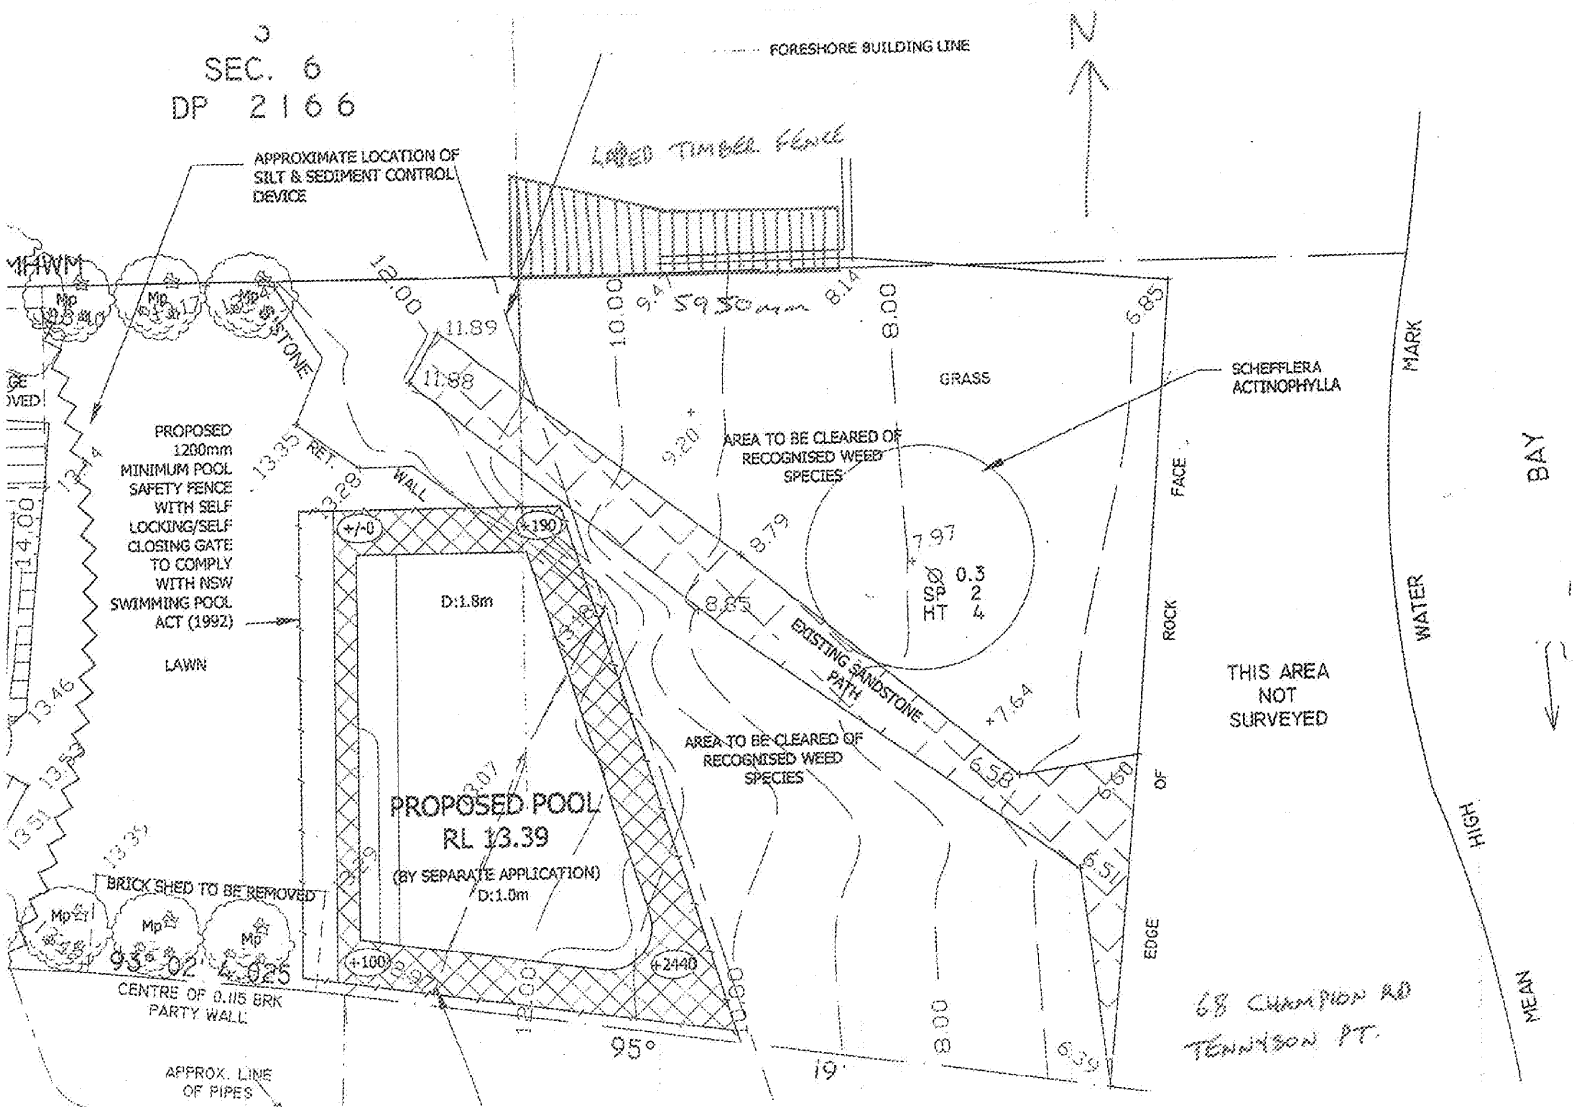 SEC. 6
DP 2166
FORESHORE BUILDING LINE
N
APPROXIMATE LOCATION OF
SILT & SEDIMENT CONTROL
DEVICE
LAPED TIMBER FENCE
MHWM
Mp
Mp
Mp
12.00
11.89
11.88
10.00
9.47
5950mm
8.14
8.00
6.85
S'STONE
GRASS
SCHEFFLERA
ACTINOPHYLLA
MARK
BAY
PROPOSED
1200mm
MINIMUM POOL
SAFETY FENCE
WITH SELF
LOCKING/SELF
CLOSING GATE
TO COMPLY
WITH NSW
SWIMMING POOL
ACT (1992)
LAWN
13.35
RET.
WALL
13.28
14.00
9.20
AREA TO BE CLEARED OF
RECOGNISED WEED
SPECIES
FACE
ROCK
OF
EDGE
+/-0
+190
8.79
7.97
Ø 0.3
SP 2
HT 4
D:1.8m
8.85
EXISTING SANDSTONE
PATH
WATER
THIS AREA
NOT
SURVEYED
7.64
13.46
13.53
13.51
13.39
AREA TO BE CLEARED OF
RECOGNISED WEED
SPECIES
6.58
6.60
6.51
PROPOSED POOL
RL 13.39
(BY SEPARATE APPLICATION)
D:1.0m
HIGH
BRICK SHED TO BE REMOVED
Mp
Mp
Mp
+-100
+2440
12.00
10.00
8.00
6.39
CENTRE OF 0.115 BRK
PARTY WALL
95°
19
68 CHAMPION RD
TENNYSON PT.
MEAN
APPROX. LINE
OF PIPES